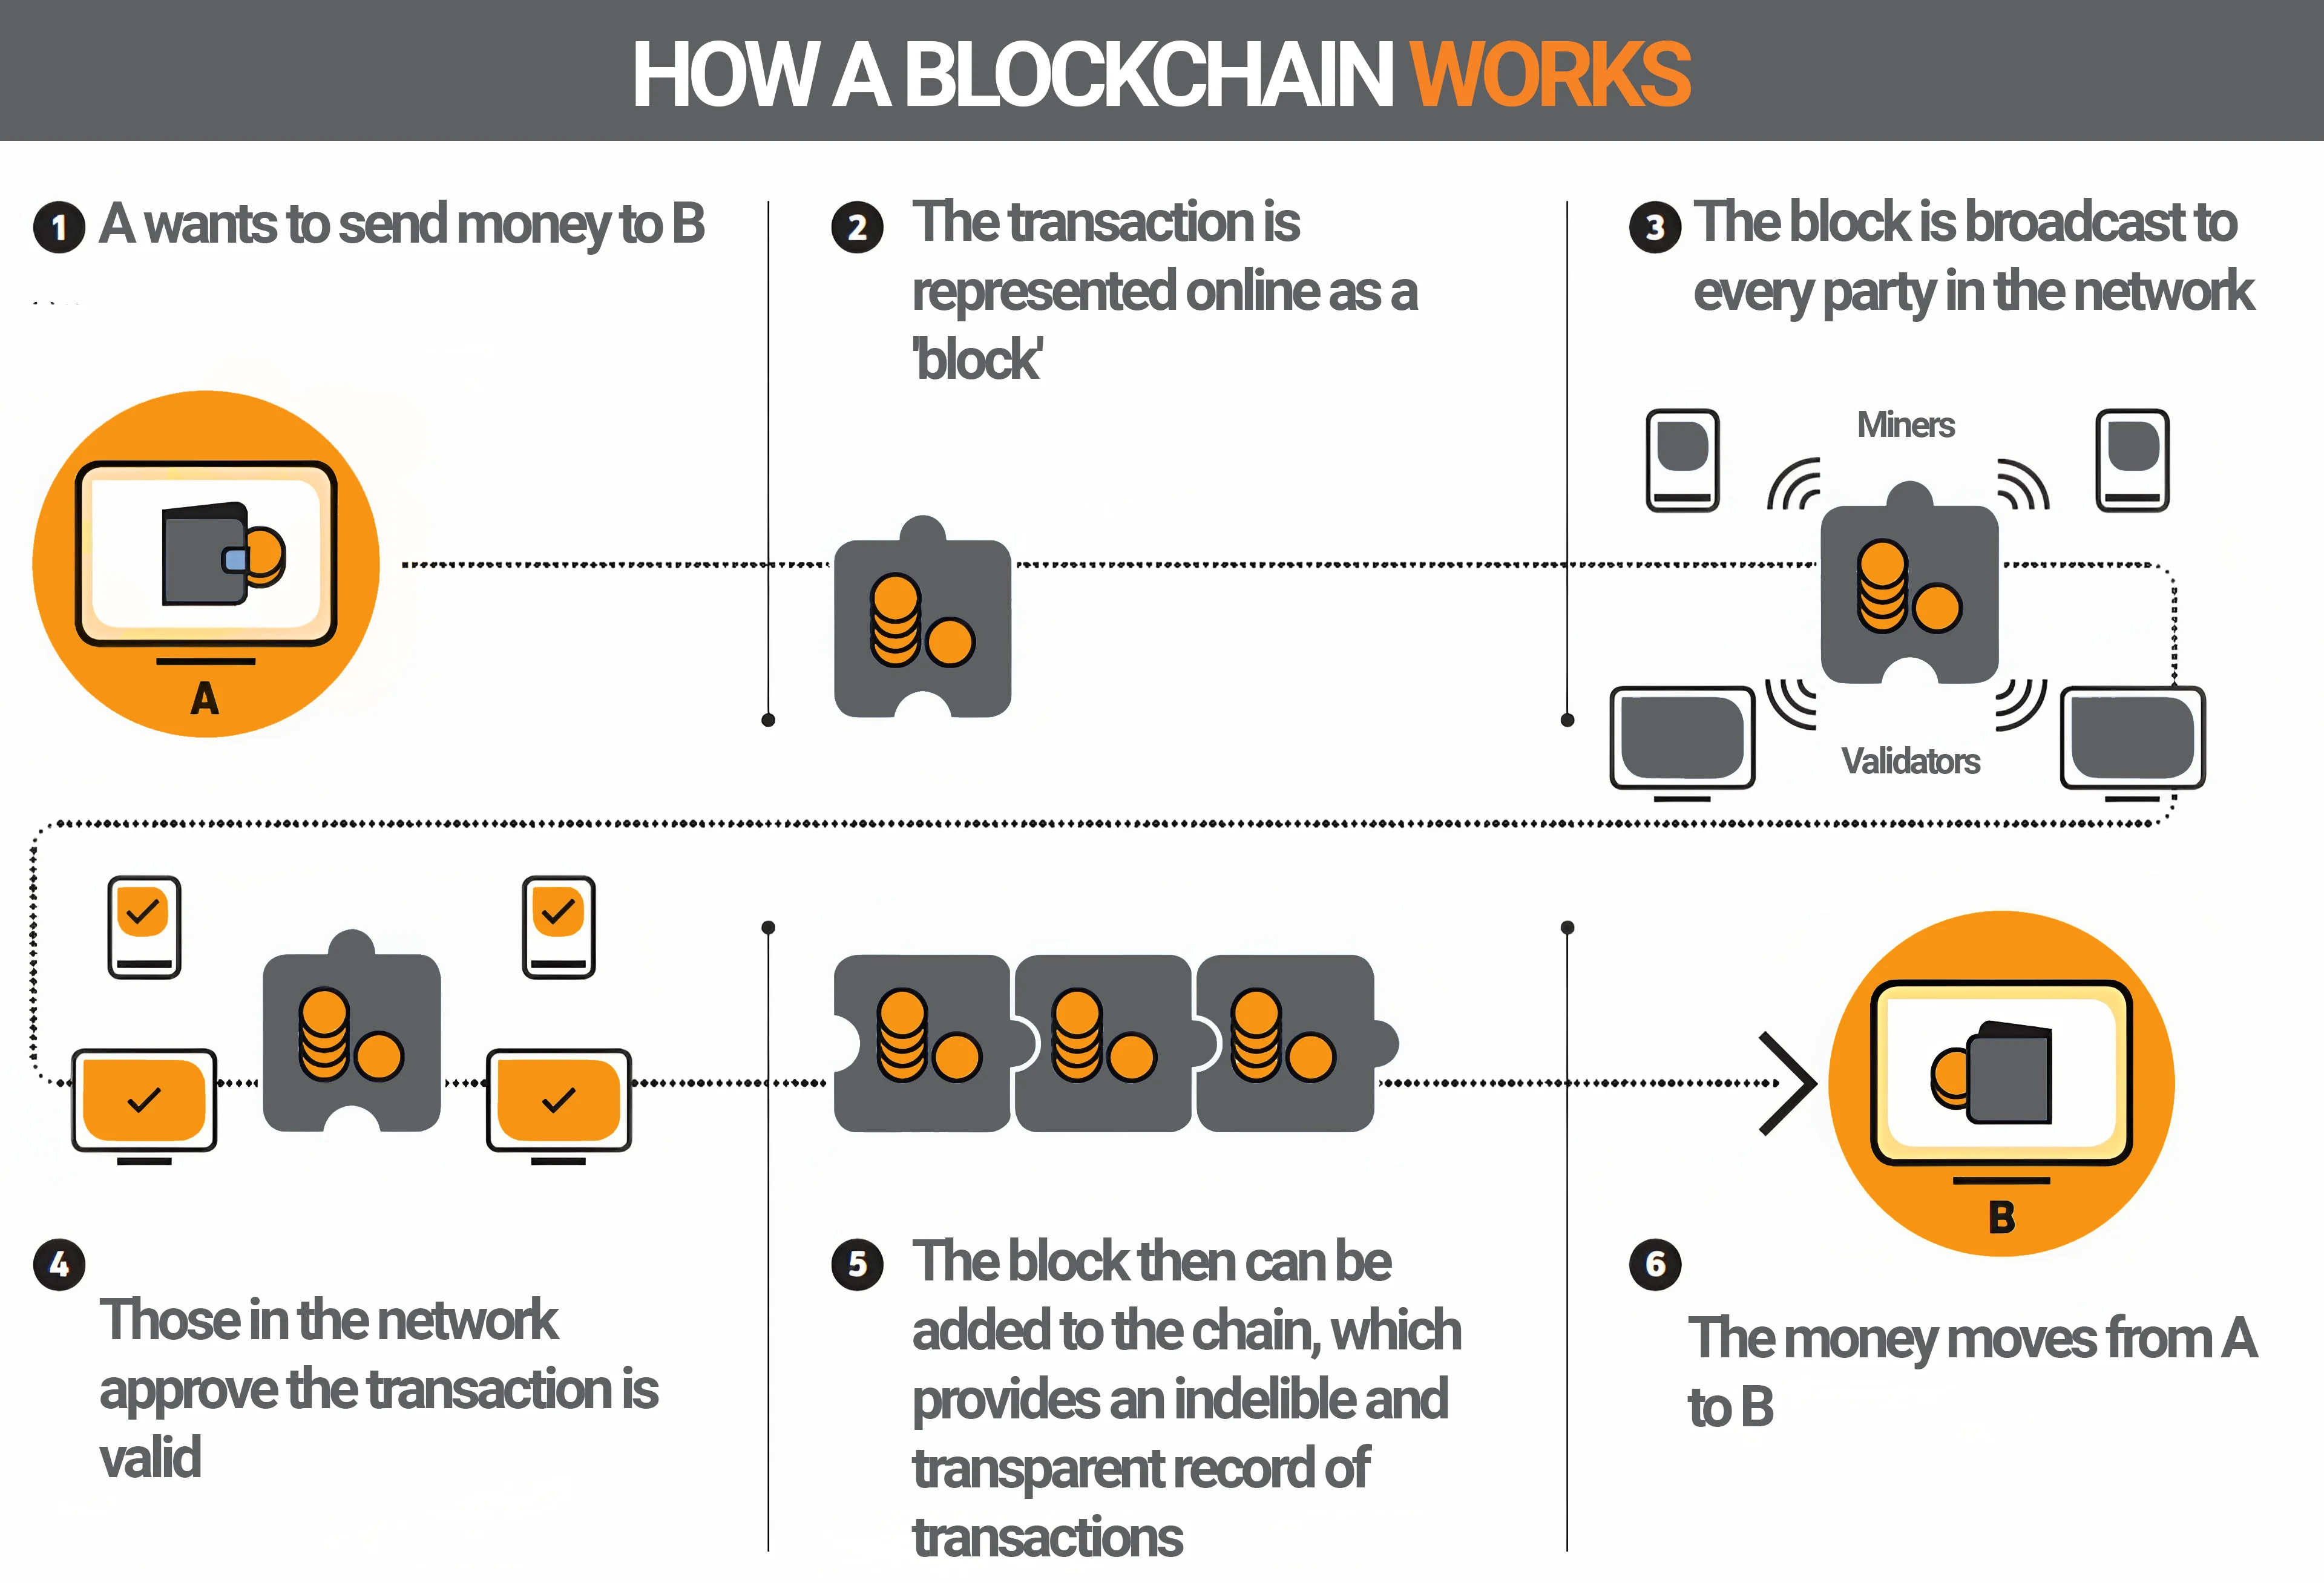 HOW A BLOCKCHAIN WORKS
1 A wants to send money to B
2 The transaction is
represented online as a
'block'
3 The block is broadcast to
every party in the network
Miners
A
Validators
B
4
Those in the network
approve the transaction is
valid
5 The block then can be
added to the chain, which
provides an indelible and
transparent record of
transactions
6
The money moves from A
to B